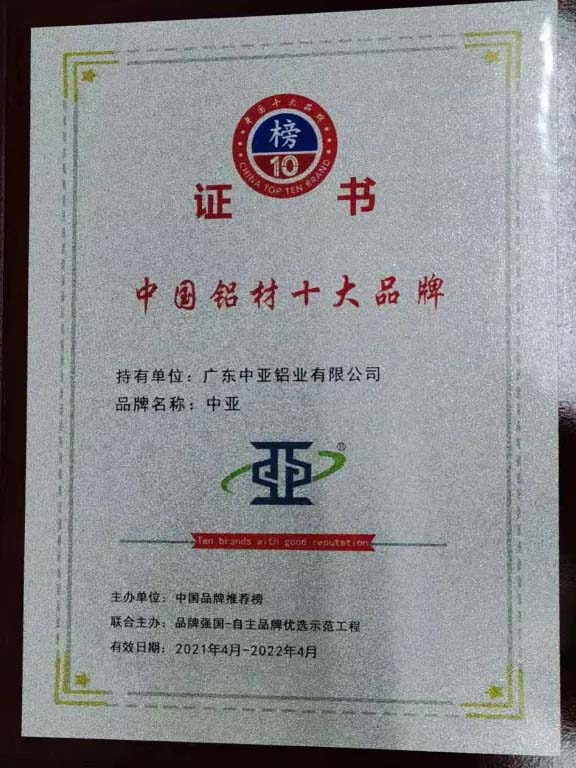 中国十大品牌
榜
10
CHINA TOP TEN BRAND
证书
中国铝材十大品牌
持有单位：广东中亚铝业有限公司
品牌名称：中亚
®
Ten brands with good reputation
主办单位：中国品牌推荐榜
联合主办：品牌强国-自主品牌优选示范工程
有效日期：2021年4月-2022年4月